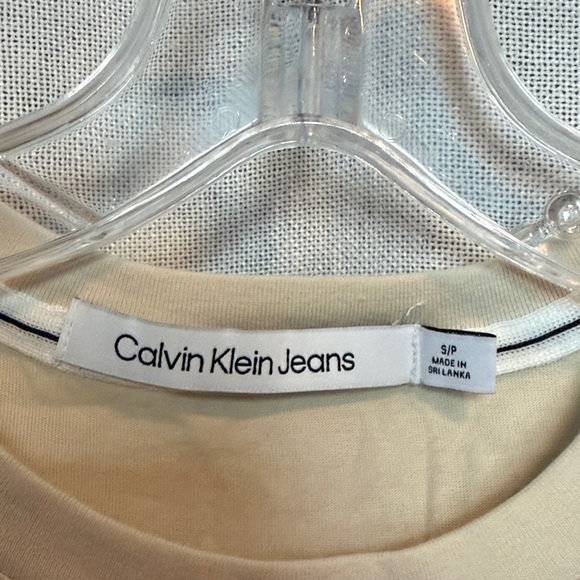 Calvin Klein Jeans
S/P
MADE IN
SRI LANKA